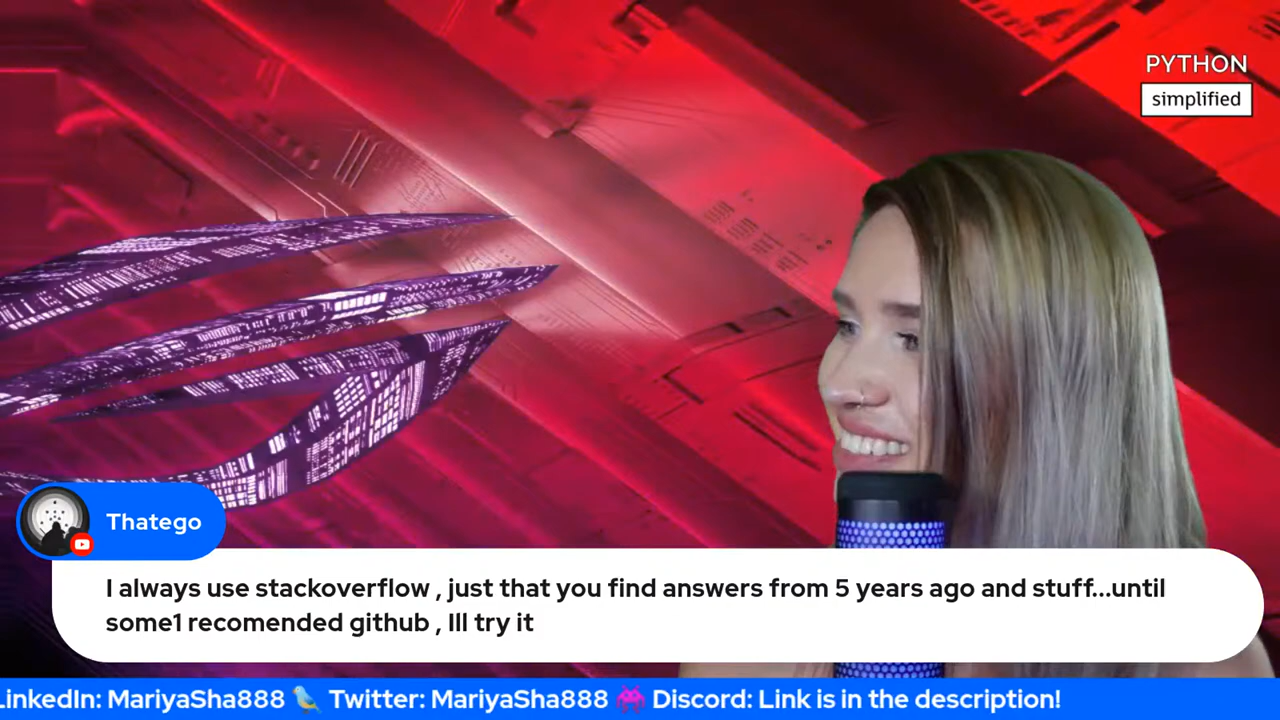 PYTHON
simplified
Thatego
I always use stackoverflow , just that you find answers from 5 years ago and stuff...until
some1 recomended github , Ill try it
LinkedIn: MariyaSha888 🐦 Twitter: MariyaSha888 👾 Discord: Link is in the description!